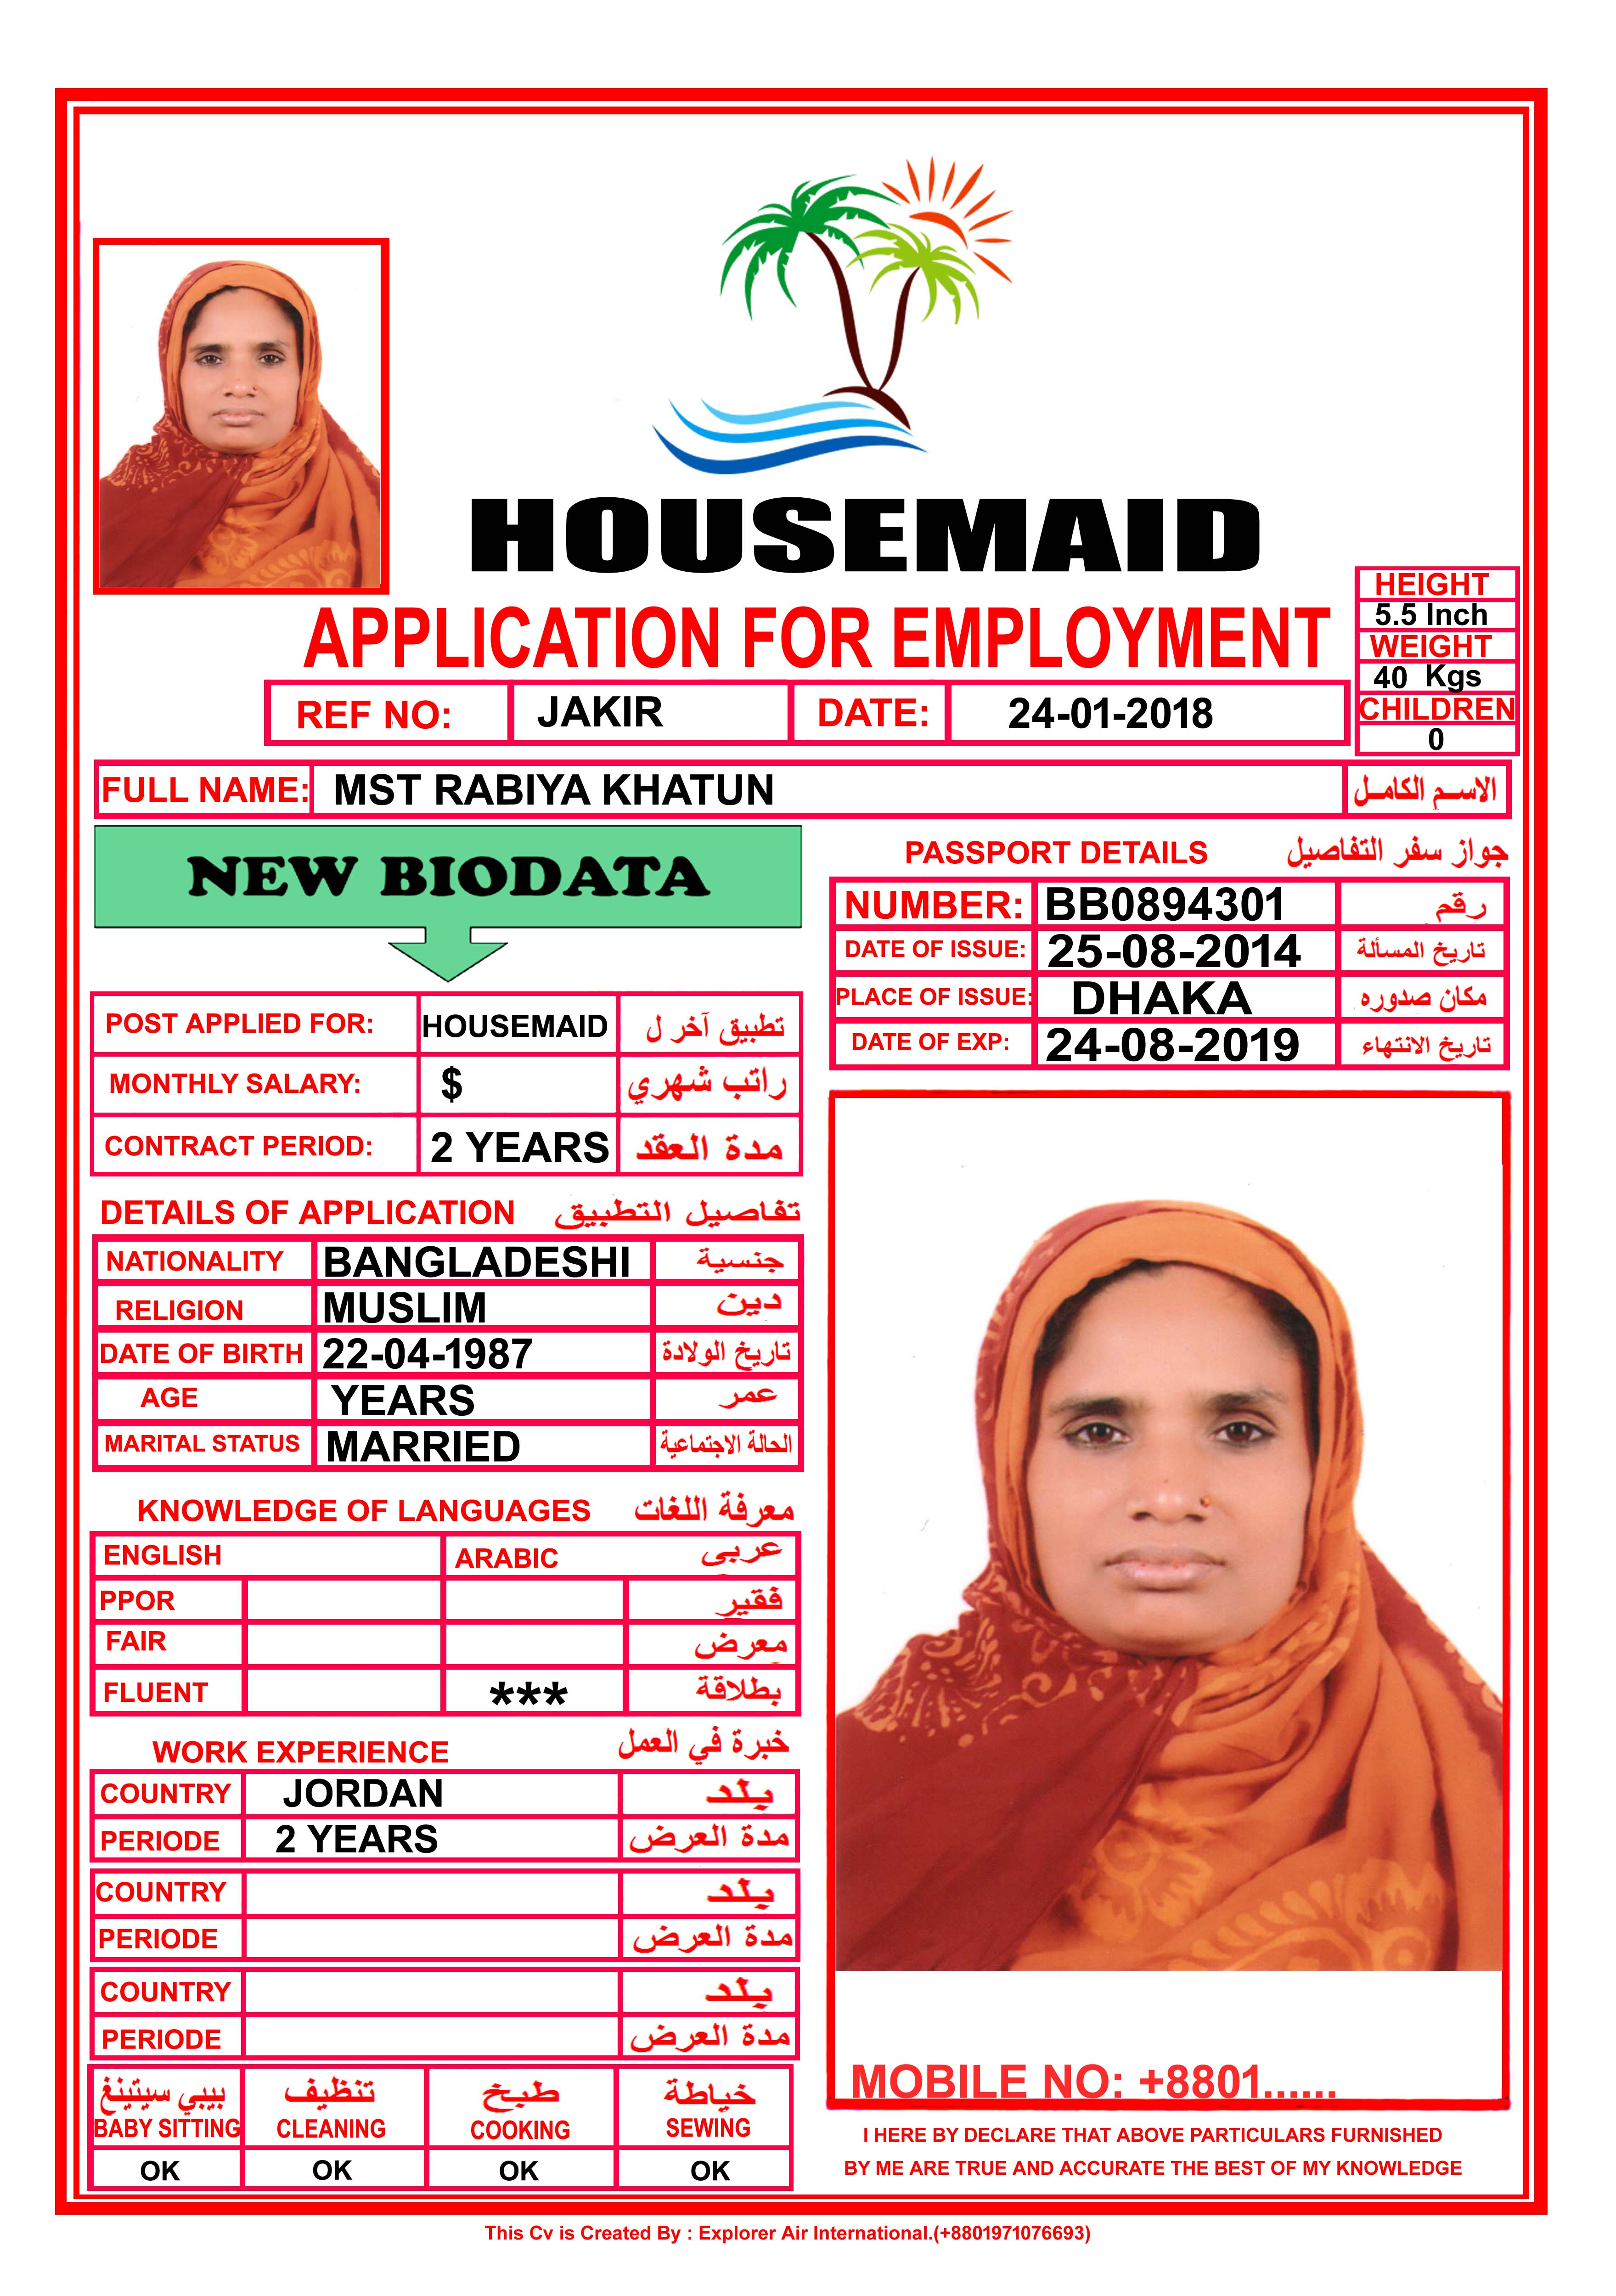 HOUSEMAID
APPLICATION FOR EMPLOYMENT
HEIGHT
5.5 Inch
WEIGHT
40 Kgs
CHILDREN
0
REF NO: JAKIR DATE: 24-01-2018
FULL NAME: MST RABIYA KHATUN الاسم الكامل
NEW BIODATA
POST APPLIED FOR: HOUSEMAID تطبيق آخر ل
MONTHLY SALARY: $ راتب شهري
CONTRACT PERIOD: 2 YEARS مدة العقد
DETAILS OF APPLICATION تفاصيل التطبيق
NATIONALITY BANGLADESHI جنسية
RELIGION MUSLIM دين
DATE OF BIRTH 22-04-1987 تاريخ الولادة
AGE YEARS عمر
MARITAL STATUS MARRIED الحالة الاجتماعية
KNOWLEDGE OF LANGUAGES معرفة اللغات
ENGLISH ARABIC عربى
PPOR فقير
FAIR معرض
FLUENT *** بطلاقة
WORK EXPERIENCE خبرة في العمل
COUNTRY JORDAN بلد
PERIODE 2 YEARS مدة العرض
COUNTRY بلد
PERIODE مدة العرض
COUNTRY بلد
PERIODE مدة العرض
بيبي سيتينغ تنظيف طبخ خياطة
BABY SITTING CLEANING COOKING SEWING
OK OK OK OK
PASSPORT DETAILS جواز سفر التفاصيل
NUMBER: BB0894301 رقم
DATE OF ISSUE: 25-08-2014 تاريخ المسألة
PLACE OF ISSUE: DHAKA مكان صدوره
DATE OF EXP: 24-08-2019 تاريخ الانتهاء
MOBILE NO: +8801......
I HERE BY DECLARE THAT ABOVE PARTICULARS FURNISHED
BY ME ARE TRUE AND ACCURATE THE BEST OF MY KNOWLEDGE
This Cv is Created By : Explorer Air International.(+8801971076693)